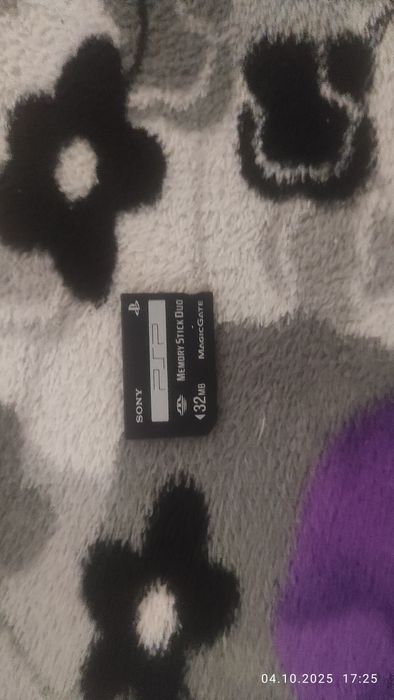 SONY
PSP
MEMORY STICK DUO
32MB
MAGICGATE
04.10.2025 17:25